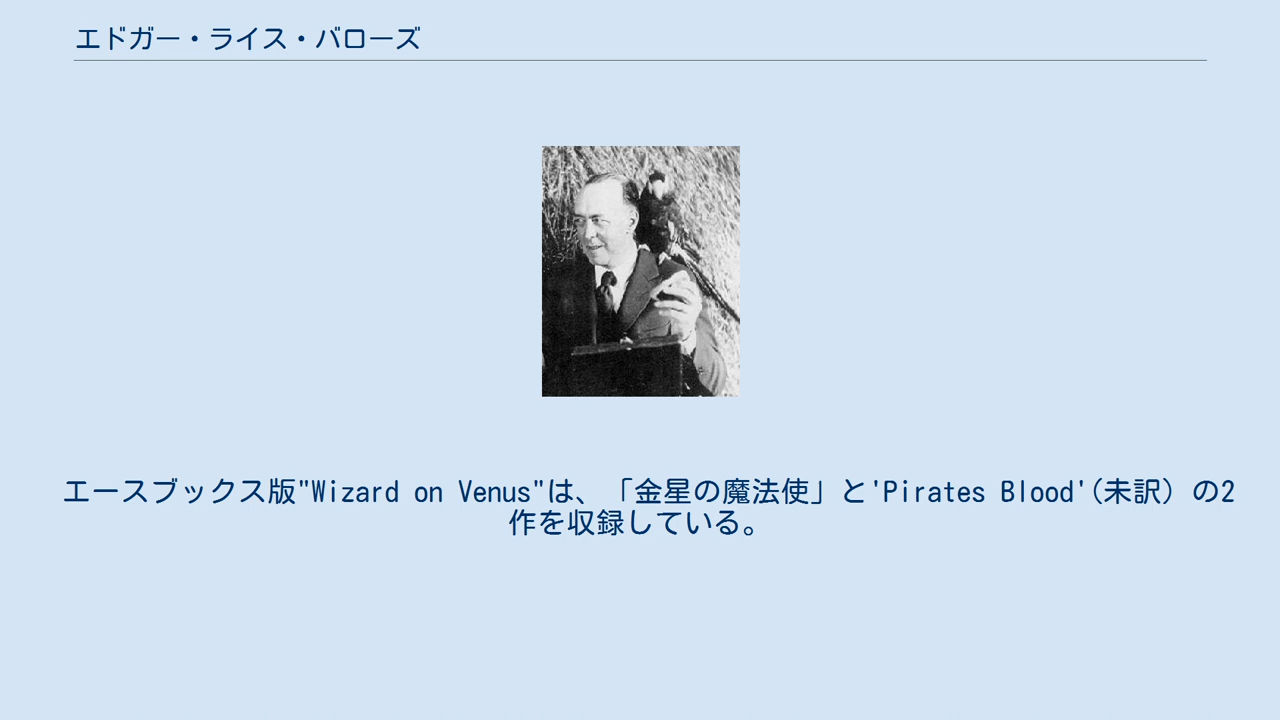 エドガー・ライス・バローズ
エースブックス版"Wizard on Venus"は、「金星の魔法使」と'Pirates Blood'(未訳）の2
作を収録している。